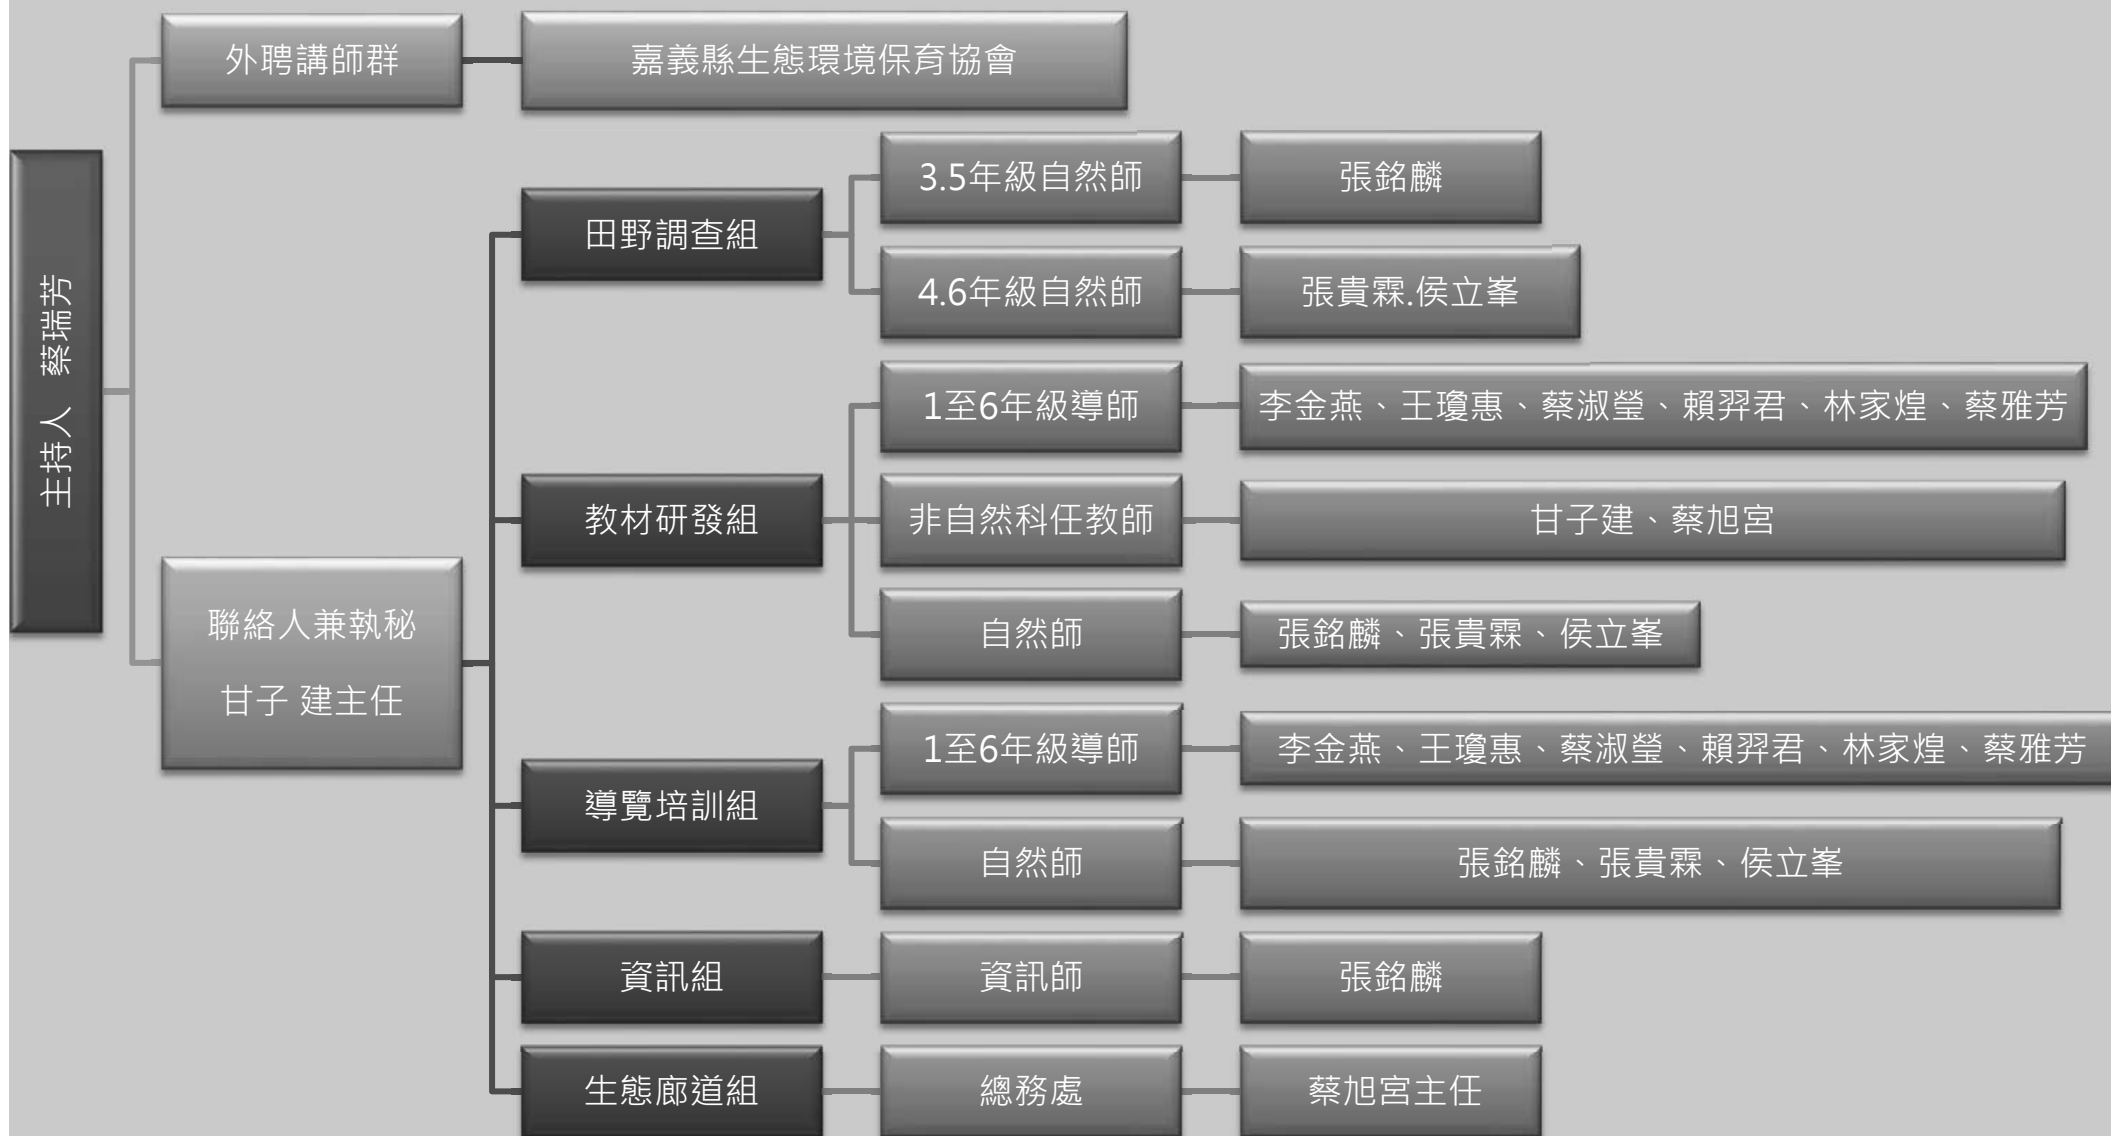 外聘講師群
嘉義縣生態環境保育協會
主持人 蔡瑞芳
聯絡人兼執秘
甘子 建主任
田野調查組
3.5年級自然師
張銘麟
4.6年級自然師
張貴霖.侯立峯
教材研發組
1至6年級導師
李金燕、王瓊惠、蔡淑瑩、賴羿君、林家煌、蔡雅芳
非自然科任教師
甘子建、蔡旭宮
自然師
張銘麟、張貴霖、侯立峯
導覽培訓組
1至6年級導師
李金燕、王瓊惠、蔡淑瑩、賴羿君、林家煌、蔡雅芳
自然師
張銘麟、張貴霖、侯立峯
資訊組
資訊師
張銘麟
生態廊道組
總務處
蔡旭宮主任